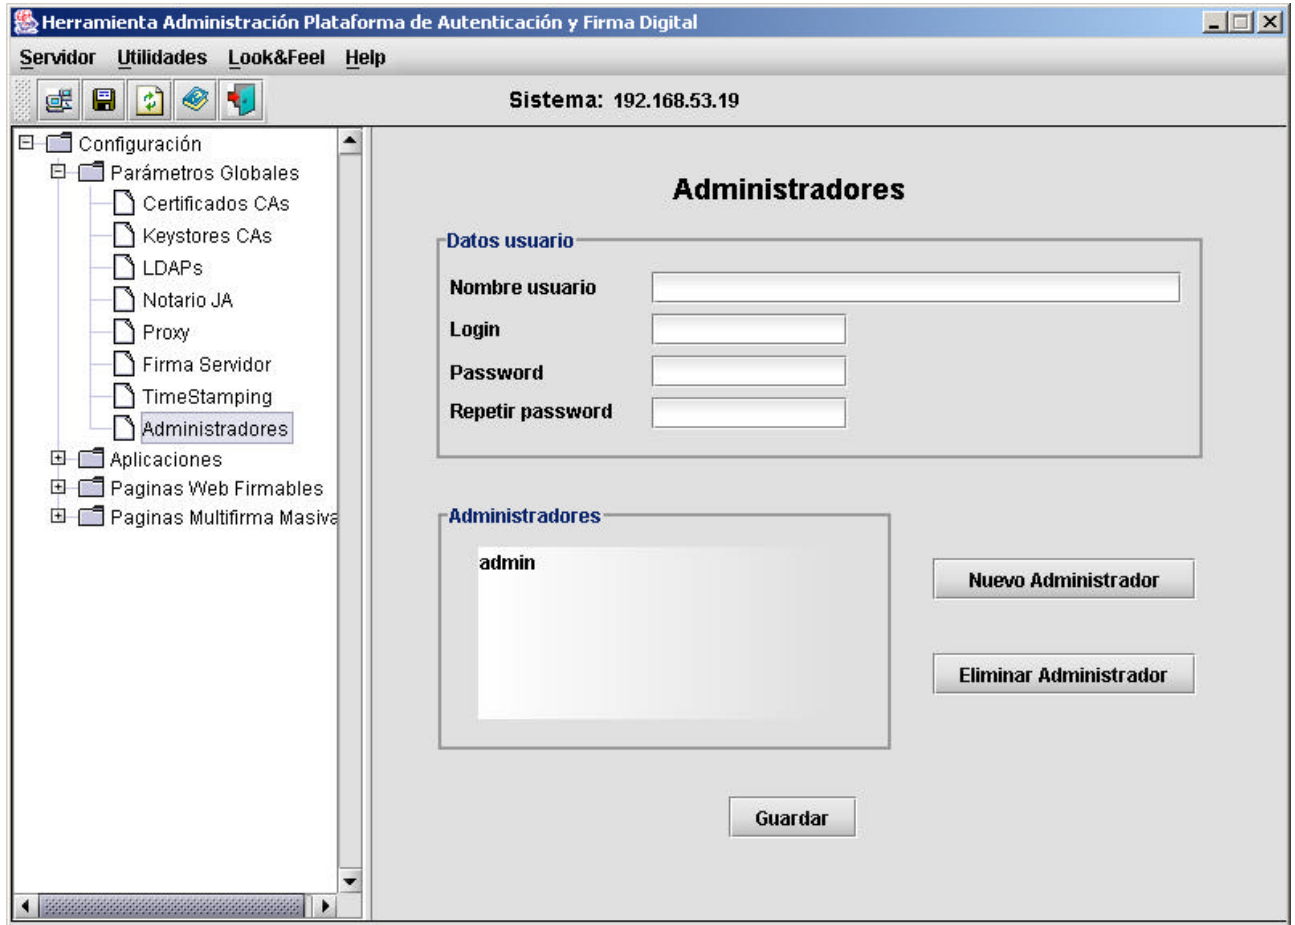 Herramienta Administración Plataforma de Autenticación y Firma Digital
Servidor Utilidades Look&Feel Help
Sistema: 192.168.53.19
Configuración
Parámetros Globales
Certificados CAs
Keystores CAs
LDAPs
Notario JA
Proxy
Firma Servidor
TimeStamping
Administradores
Aplicaciones
Paginas Web Firmables
Paginas Multifirma Masiva
Administradores
Datos usuario
Nombre usuario
Login
Password
Repetir password
Administradores
admin
Nuevo Administrador
Eliminar Administrador
Guardar